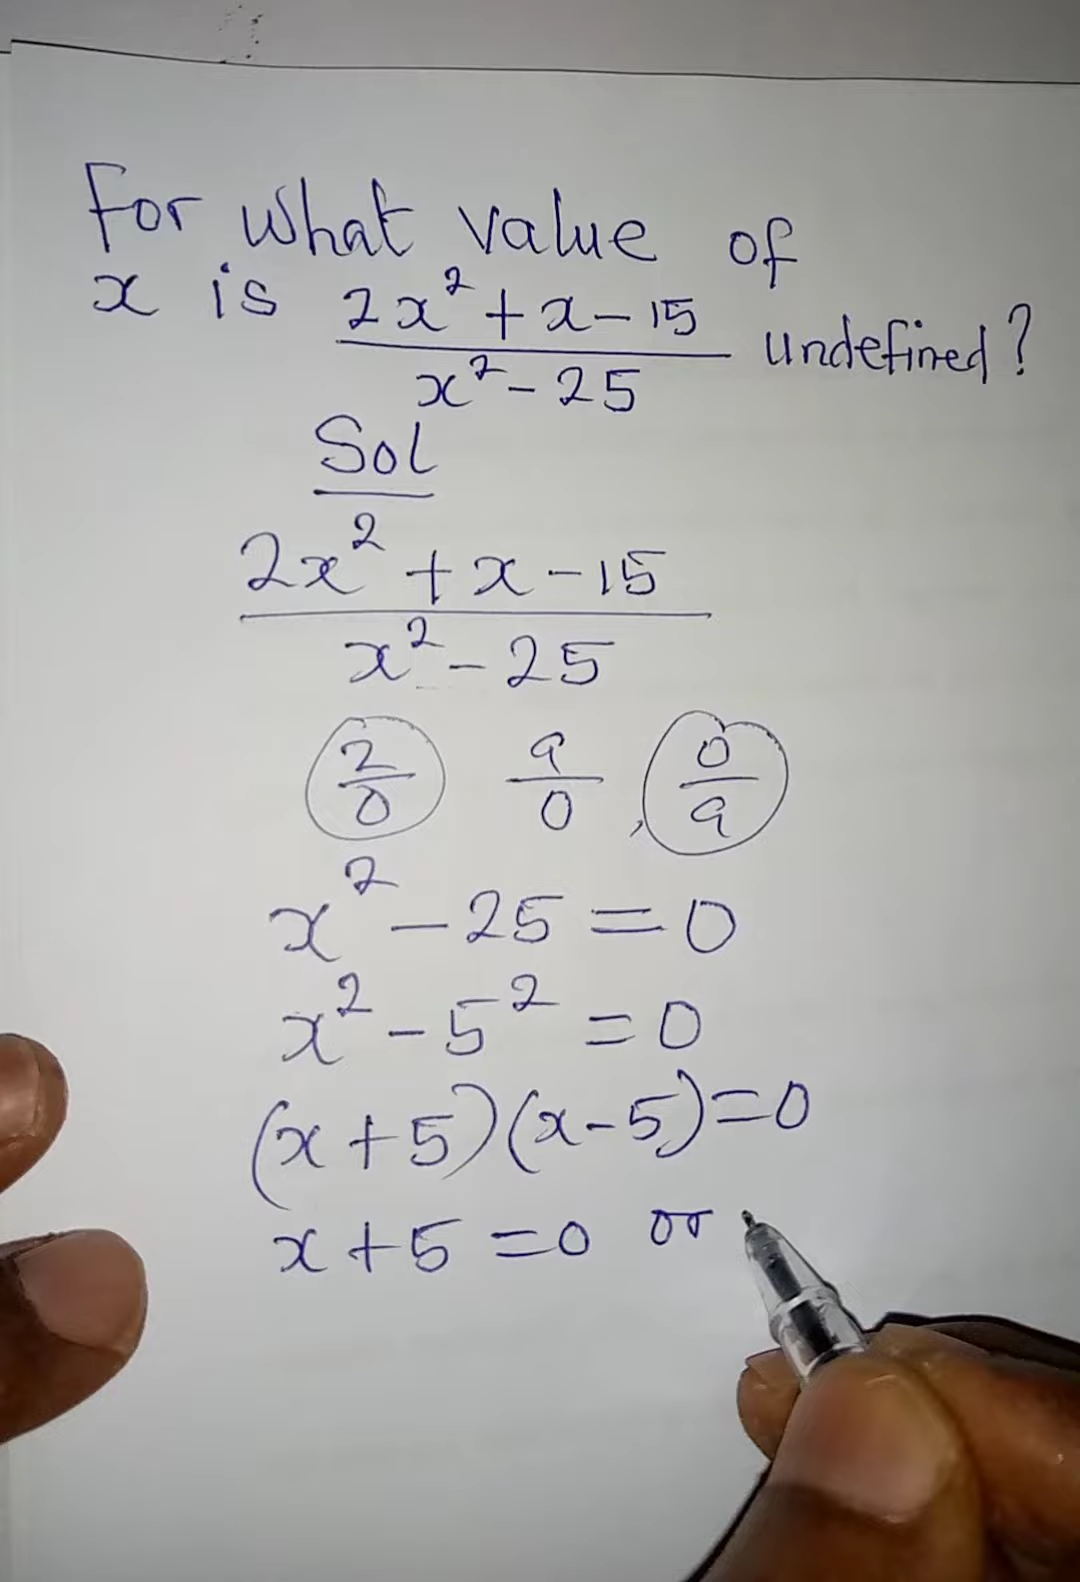 For what value of
x is 2x² + x - 15 / x² - 25 undefined?
Sol
2x² + x - 15
x² - 25
2/0 9/0 , 0/9
x² - 25 = 0
x² - 5² = 0
(x + 5)(x - 5) = 0
x + 5 = 0 or